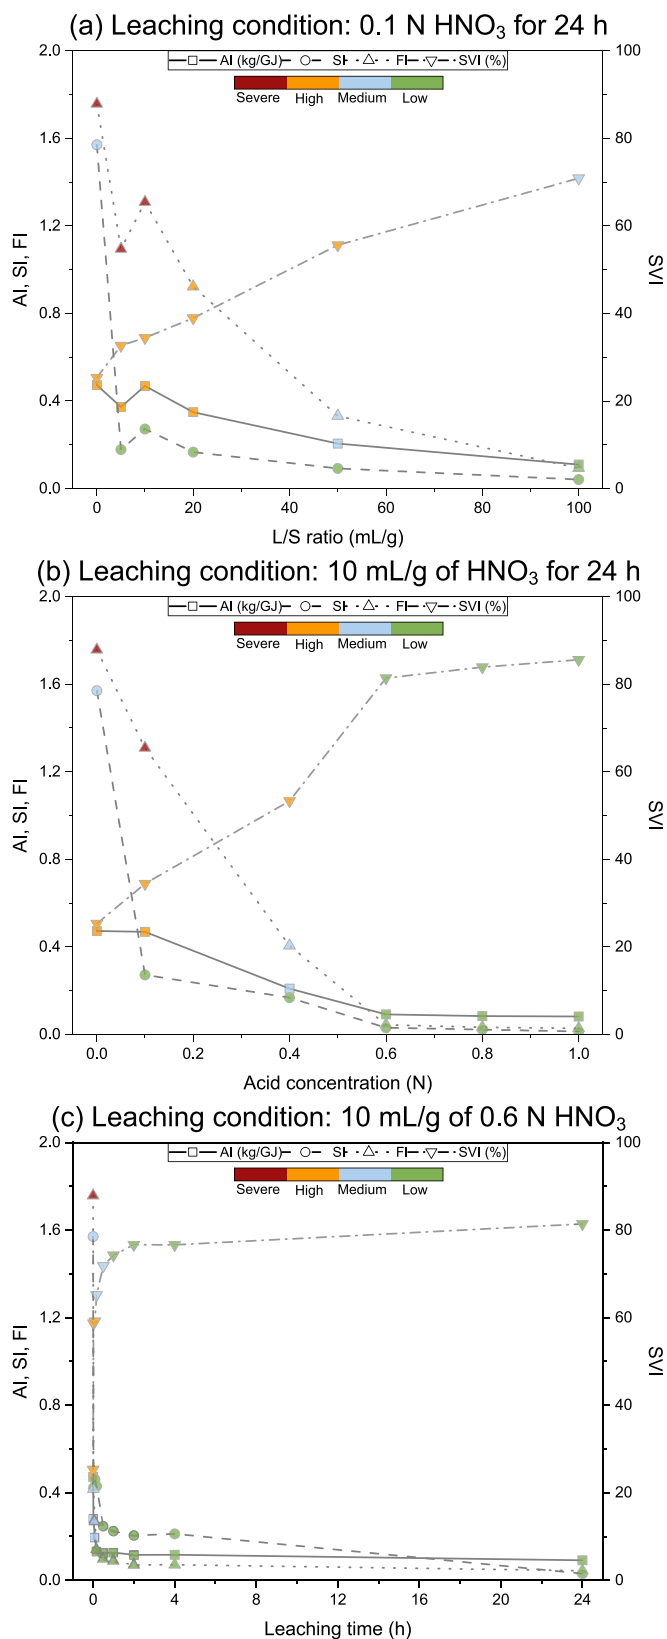 (a) Leaching condition: 0.1 N HNO₃ for 24 h
AI (kg/GJ) SI FI SVI (%)
Severe High Medium Low
2.0
1.6
1.2
0.8
0.4
0.0
AI, SI, FI
100
80
60
40
20
0
SVI
0 20 40 60 80 100
L/S ratio (mL/g)
(b) Leaching condition: 10 mL/g of HNO₃ for 24 h
AI (kg/GJ) SI FI SVI (%)
Severe High Medium Low
2.0
1.6
1.2
0.8
0.4
0.0
AI, SI, FI
100
80
60
40
20
0
SVI
0.0 0.2 0.4 0.6 0.8 1.0
Acid concentration (N)
(c) Leaching condition: 10 mL/g of 0.6 N HNO₃
AI (kg/GJ) SI FI SVI (%)
Severe High Medium Low
2.0
1.6
1.2
0.8
0.4
0.0
AI, SI, FI
100
80
60
40
20
0
SVI
0 4 8 12 16 20 24
Leaching time (h)